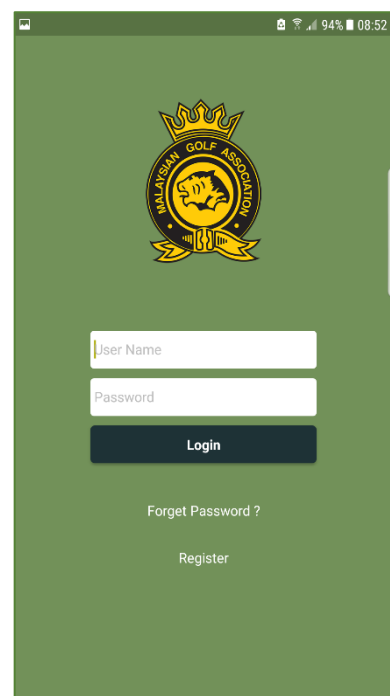 94% 08:52
MALAYSIAN GOLF ASSOCIATION
User Name
Password
Login
Forget Password ?
Register